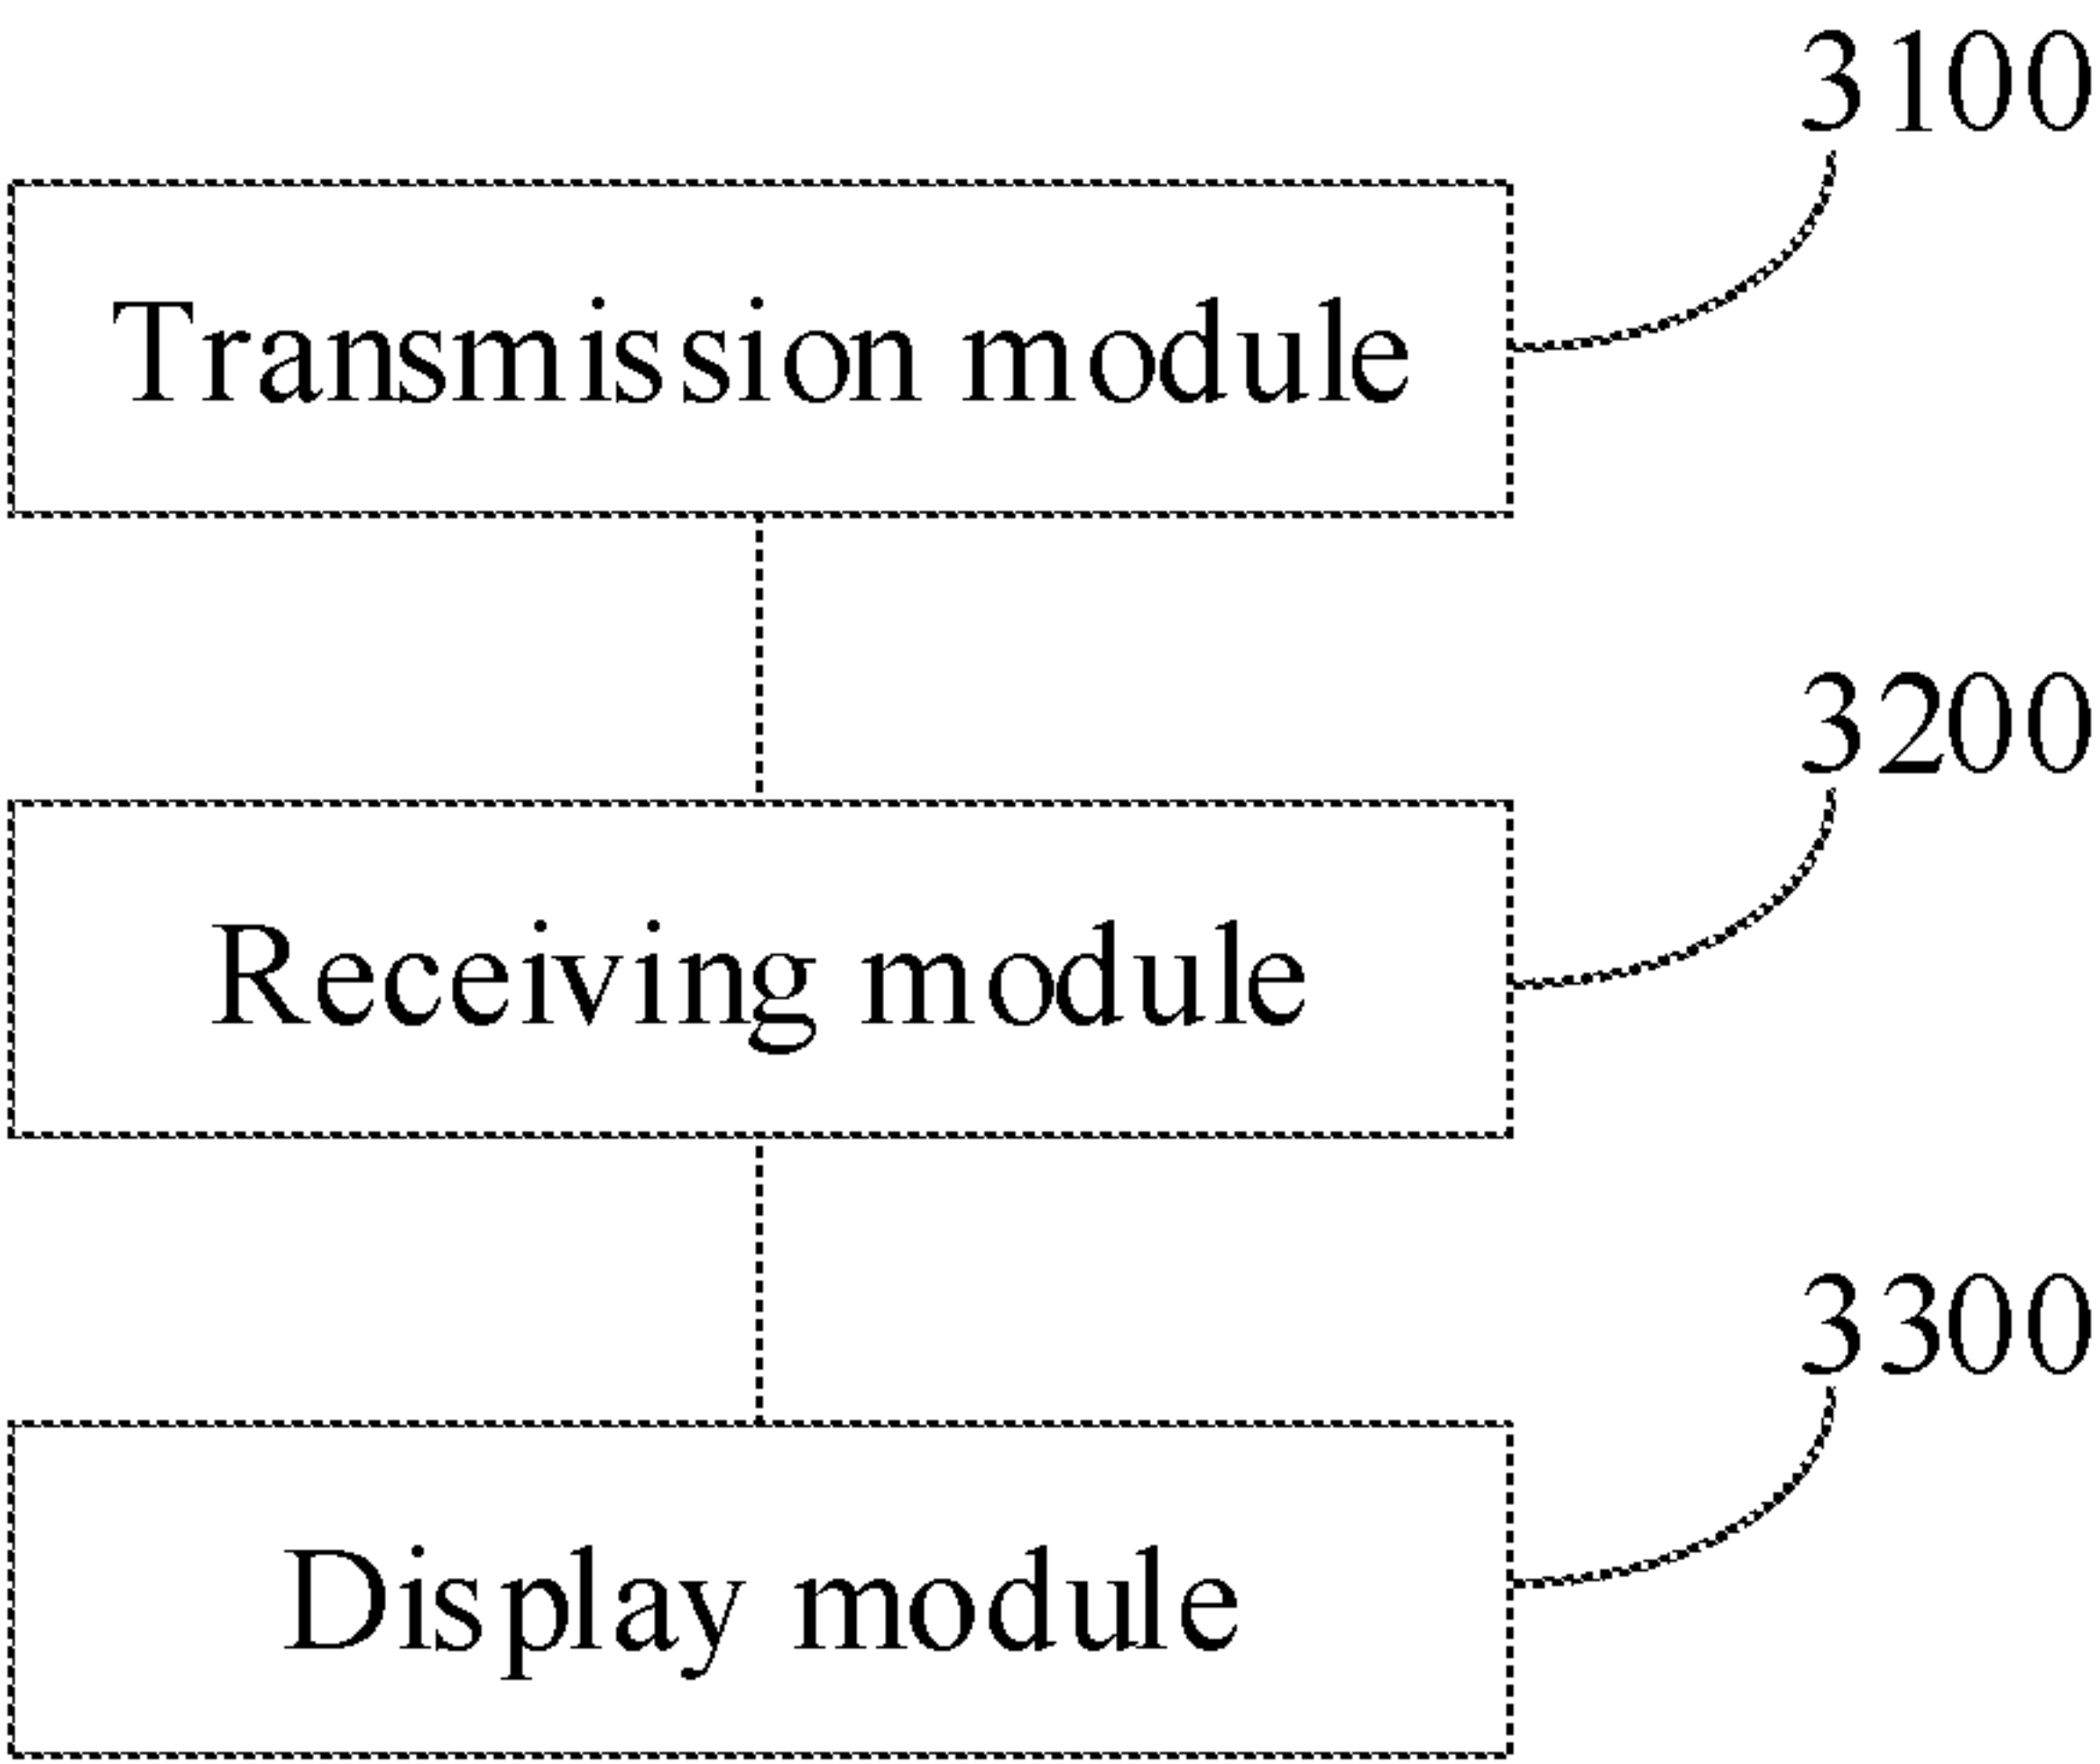 3100
Transmission module
3200
Receiving module
3300
Display module